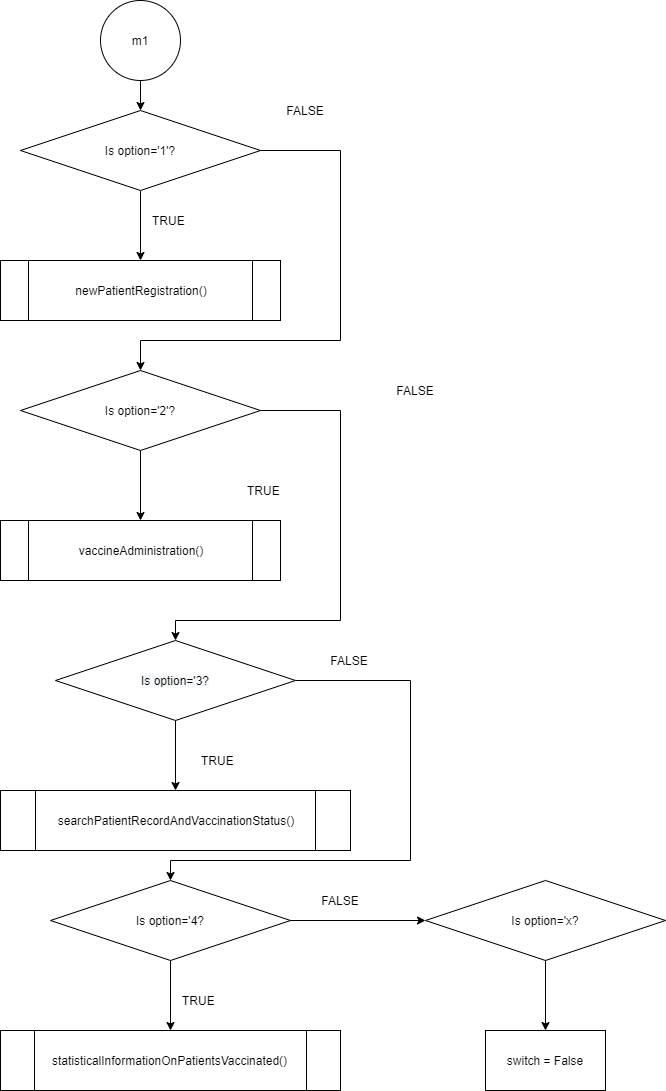 m1
FALSE
Is option='1'?
TRUE
newPatientRegistration()
FALSE
Is option='2'?
TRUE
vaccineAdministration()
FALSE
Is option='3?
TRUE
searchPatientRecordAndVaccinationStatus()
FALSE
Is option='4?
Is option='x?
TRUE
statisticalInformationOnPatientsVaccinated()
switch = False